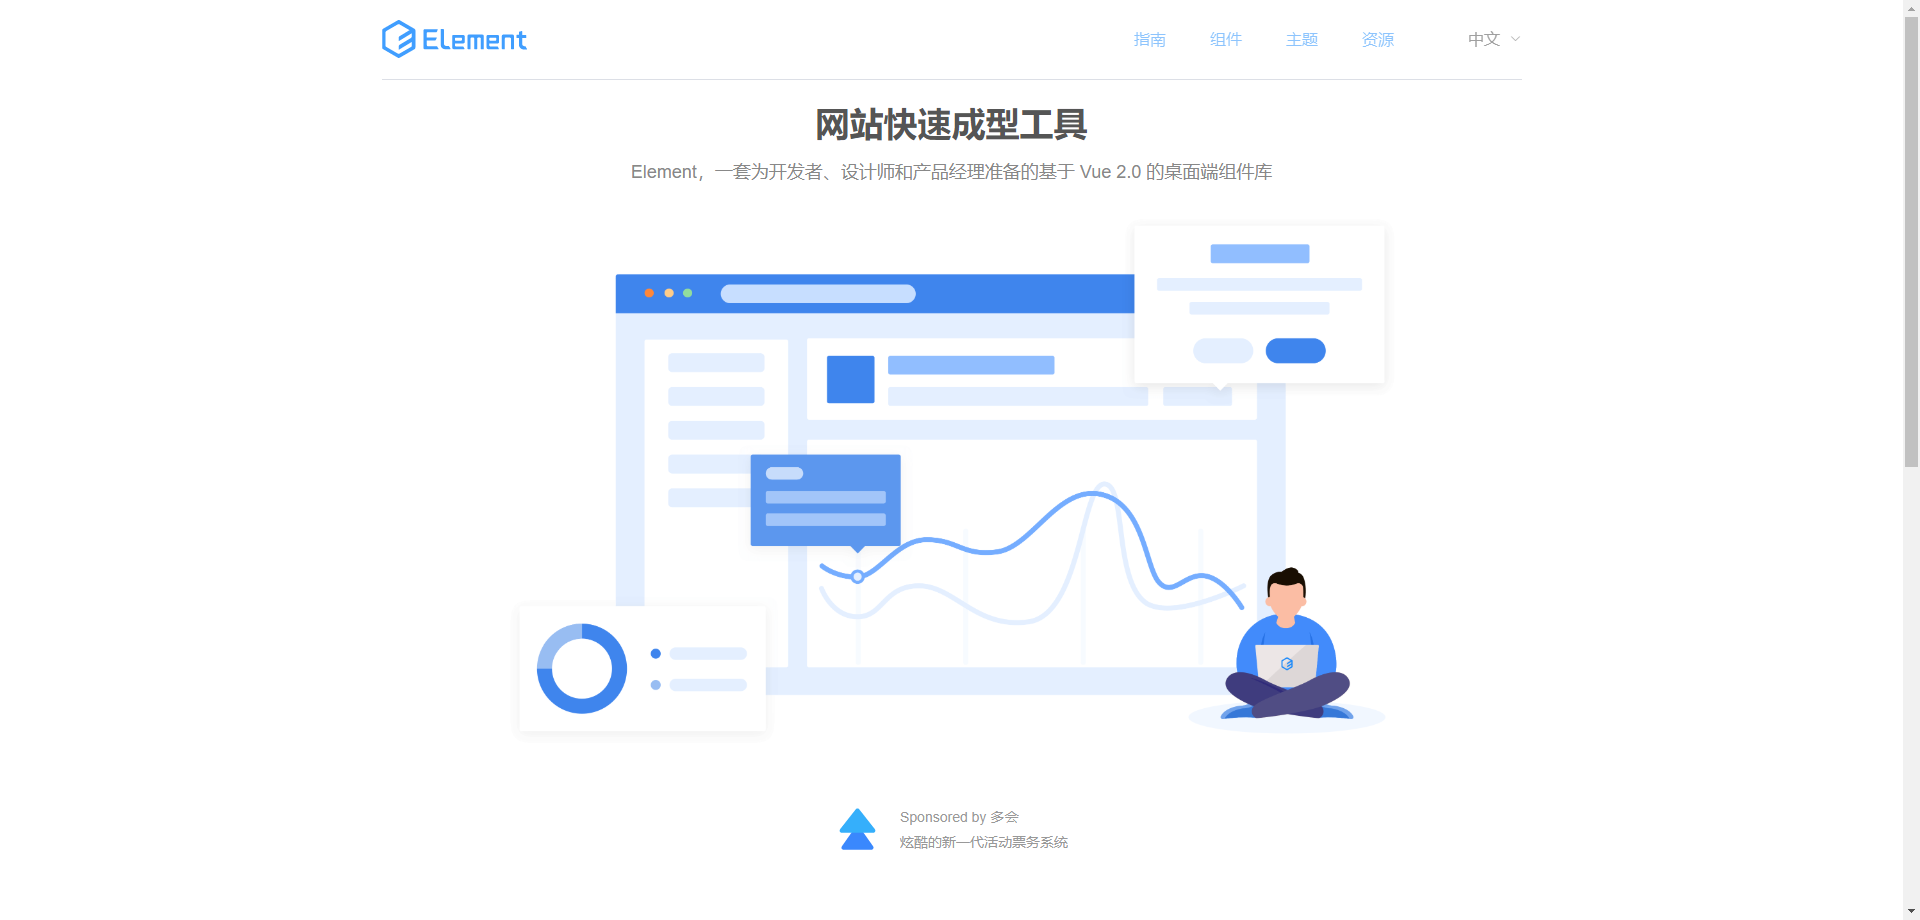 Element
指南 组件 主题 资源 中文
网站快速成型工具
Element，一套为开发者、设计师和产品经理准备的基于 Vue 2.0 的桌面端组件库
Sponsored by 多会
炫酷的新一代活动票务系统